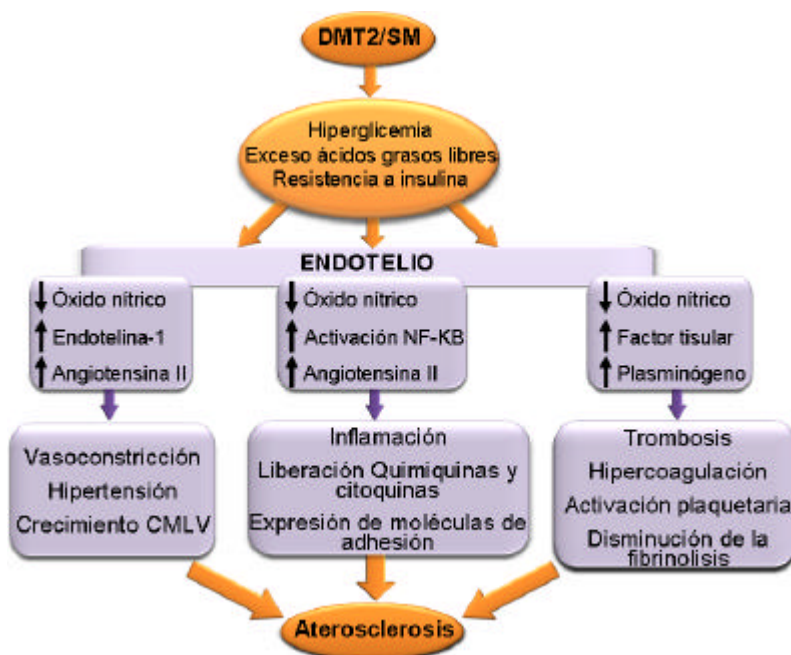 DMT2/SM
Hiperglicemia
Exceso ácidos grasos libres
Resistencia a insulina
ENDOTELIO
Óxido nítrico
Endotelina-1
Angiotensina II
Óxido nítrico
Activación NF-KB
Angiotensina II
Óxido nítrico
Factor tisular
Plasminógeno
Vasoconstricción
Hipertensión
Crecimiento CMLV
Inflamación
Liberación Quimiquinas y
citoquinas
Expresión de moléculas de
adhesión
Trombosis
Hipercoagulación
Activación plaquetaria
Disminución de la
fibrinolisis
Aterosclerosis